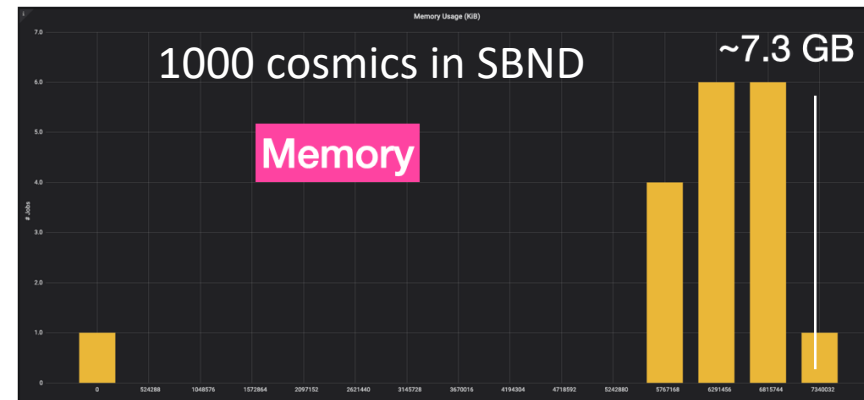 Memory Usage (KiB)
7.0
1000 cosmics in SBND
~7.3 GB
6.0
5.0
Memory
4.0
# Jobs
3.0
2.0
1.0
0
0 524288 1048576 1572864 2097152 2621440 3145728 3670016 4194304 4718592 5242880 5767168 6291456 6815744 7340032